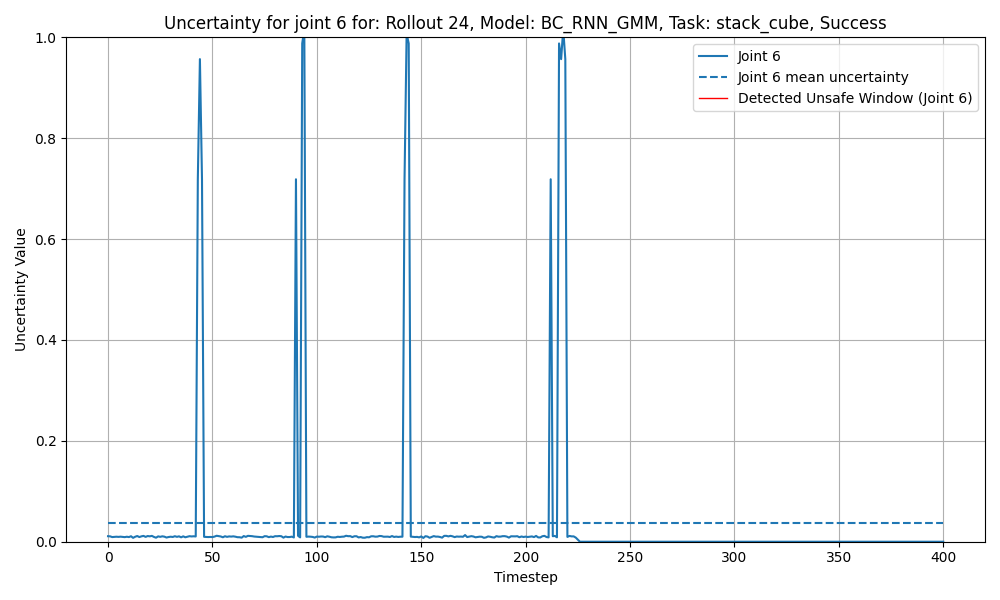 Uncertainty for joint 6 for: Rollout 24, Model: BC_RNN_GMM, Task: stack_cube, Success
Joint 6
Joint 6 mean uncertainty
Detected Unsafe Window (Joint 6)
Uncertainty Value
1.0
0.8
0.6
0.4
0.2
0.0
0 50 100 150 200 250 300 350 400
Timestep